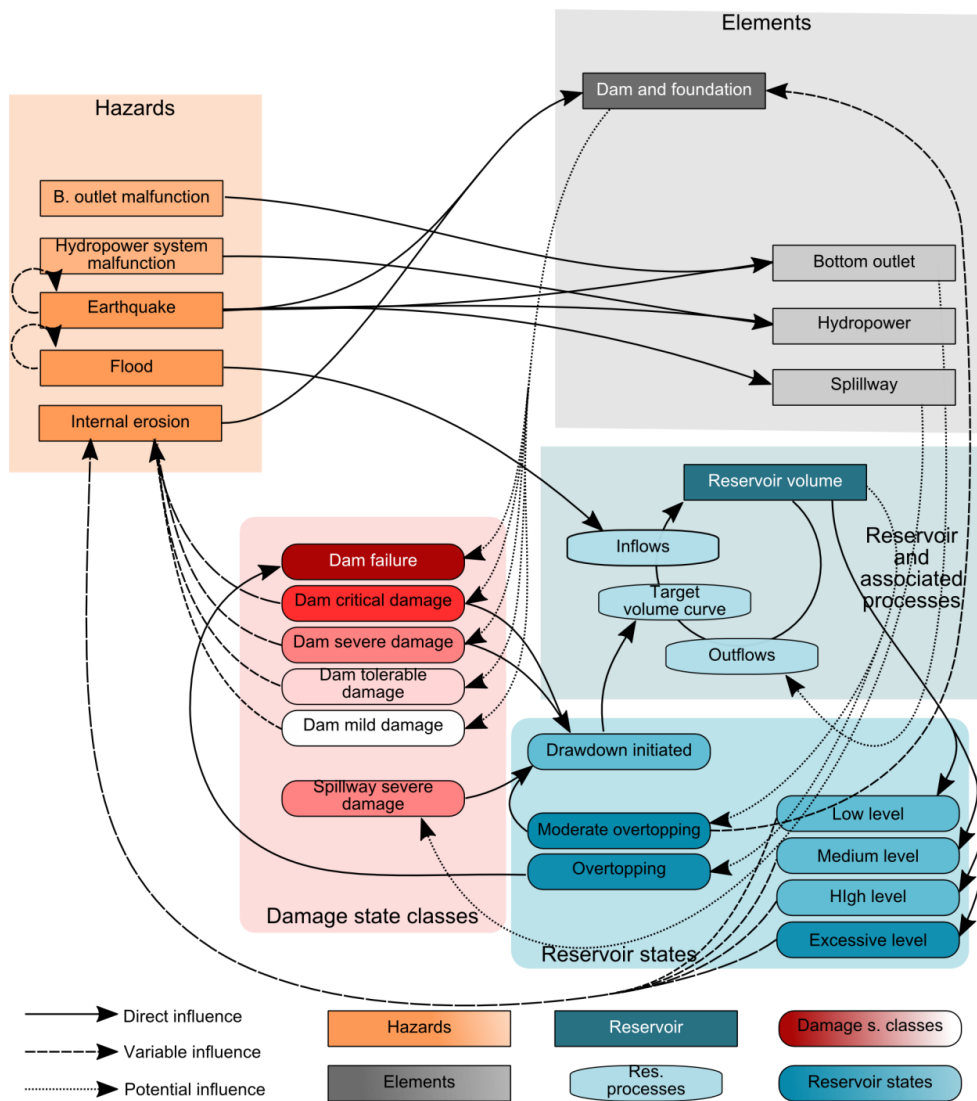 Elements
Dam and foundation
Hazards
B. outlet malfunction
Hydropower system
malfunction
Earthquake
Flood
Internal erosion
Bottom outlet
Hydropower
Splillway
Reservoir volume
Reservoir
and
associated
processes
Inflows
Target
volume curve
Outflows
Dam failure
Dam critical damage
Dam severe damage
Dam tolerable
damage
Dam mild damage
Spillway severe
damage
Damage state classes
Drawdown initiated
Moderate overtopping
Overtopping
Low level
Medium level
HIgh level
Excessive level
Reservoir states
Direct influence
Variable influence
Potential influence
Hazards
Reservoir
Damage s. classes
Elements
Res.
processes
Reservoir states